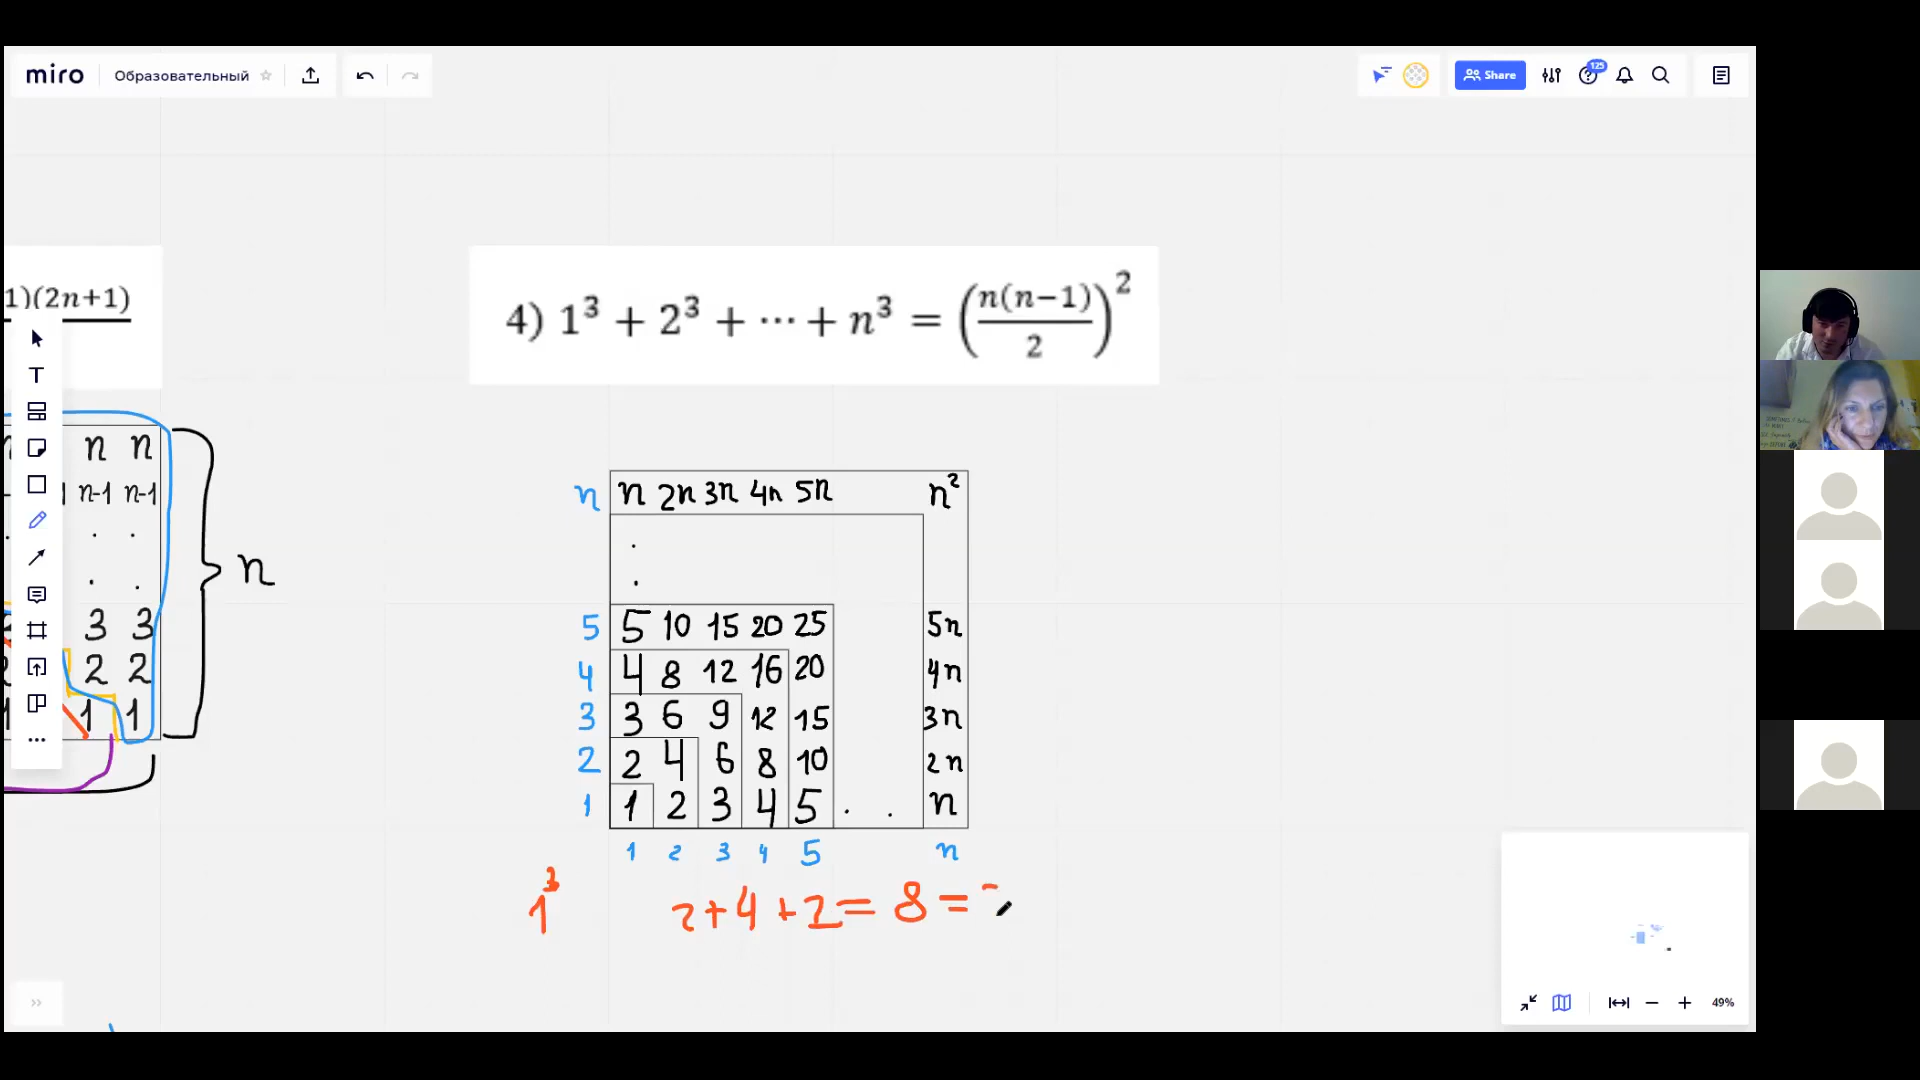 miro Образовательный Share 125
1)(2n+1)
4) 1³ + 2³ + ··· + n³ = (n(n−1)/2)²
n n
n-1 n-1
. .
. .
3 3
2 2
1 1
n
n n 2n 3n 4n 5n n²
.
.
5 5 10 15 20 25 5n
4 4 8 12 16 20 4n
3 3 6 9 12 15 3n
2 2 4 6 8 10 2n
1 1 2 3 4 5 . . n
1 2 3 4 5 n
1³ 2+4+2= 8 =
49%